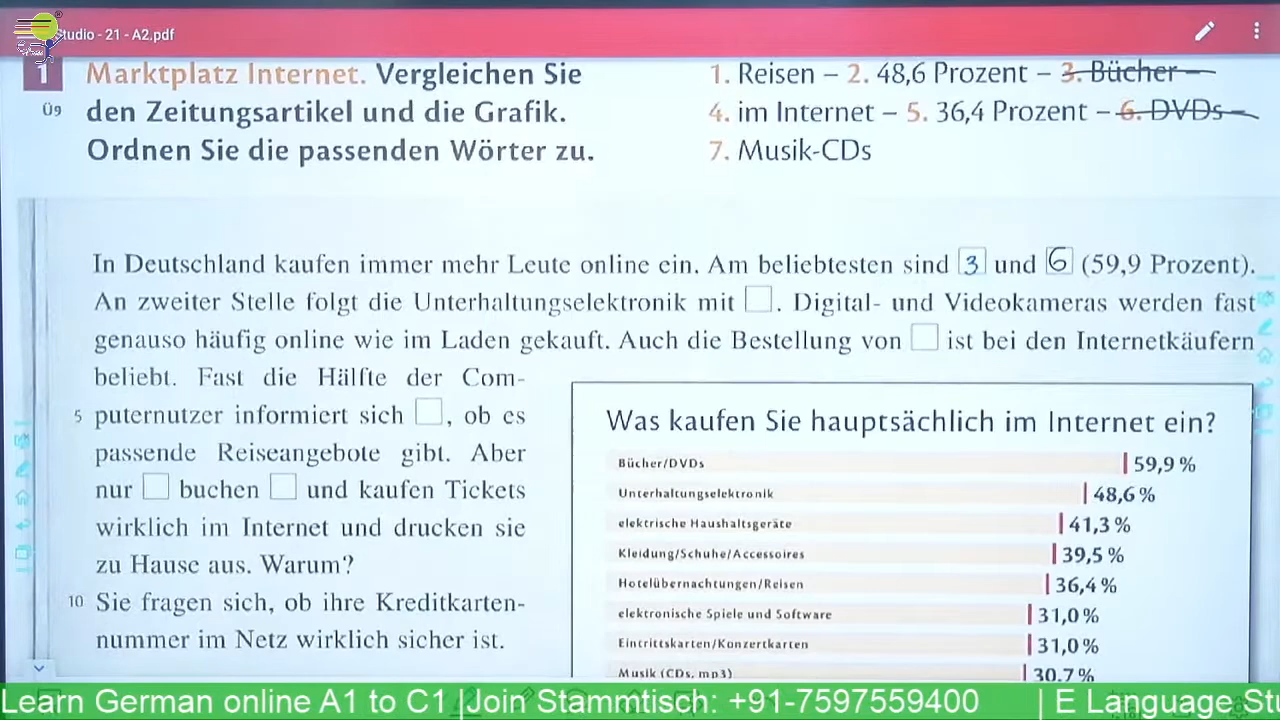 Studio - 21 - A2.pdf
1 Marktplatz Internet. Vergleichen Sie
Ü9 den Zeitungsartikel und die Grafik.
Ordnen Sie die passenden Wörter zu.
1. Reisen – 2. 48,6 Prozent – 3. Bücher –
4. im Internet – 5. 36,4 Prozent – 6. DVDs –
7. Musik-CDs
In Deutschland kaufen immer mehr Leute online ein. Am beliebtesten sind 3 und 6 (59,9 Prozent).
An zweiter Stelle folgt die Unterhaltungselektronik mit . Digital- und Videokameras werden fast
genauso häufig online wie im Laden gekauft. Auch die Bestellung von ist bei den Internetkäufern
beliebt. Fast die Hälfte der Com-
5 puternutzer informiert sich , ob es
passende Reiseangebote gibt. Aber
nur buchen und kaufen Tickets
wirklich im Internet und drucken sie
zu Hause aus. Warum?
10 Sie fragen sich, ob ihre Kreditkarten-
nummer im Netz wirklich sicher ist.
Was kaufen Sie hauptsächlich im Internet ein?
Bücher/DVDs 59,9 %
Unterhaltungselektronik 48,6 %
elektrische Haushaltsgeräte 41,3 %
Kleidung/Schuhe/Accessoires 39,5 %
Hotelübernachtungen/Reisen 36,4 %
elektronische Spiele und Software 31,0 %
Eintrittskarten/Konzertkarten 31,0 %
Musik (CDs, mp3) 30,7 %
Learn German online A1 to C1 |Join Stammtisch: +91-7597559400 | E Language Stu